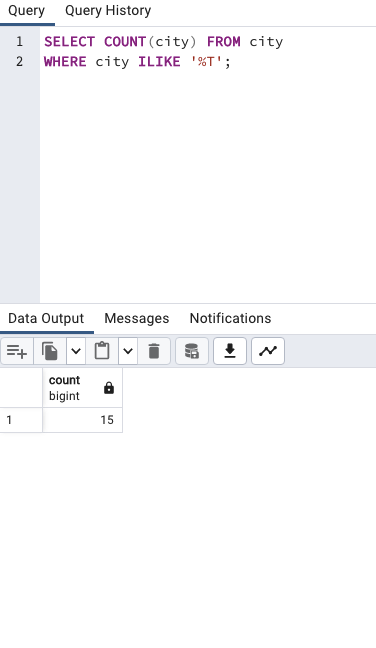 Query Query History
1 SELECT COUNT(city) FROM city
2 WHERE city ILIKE '%T';
Data Output Messages Notifications
count
bigint
1 15